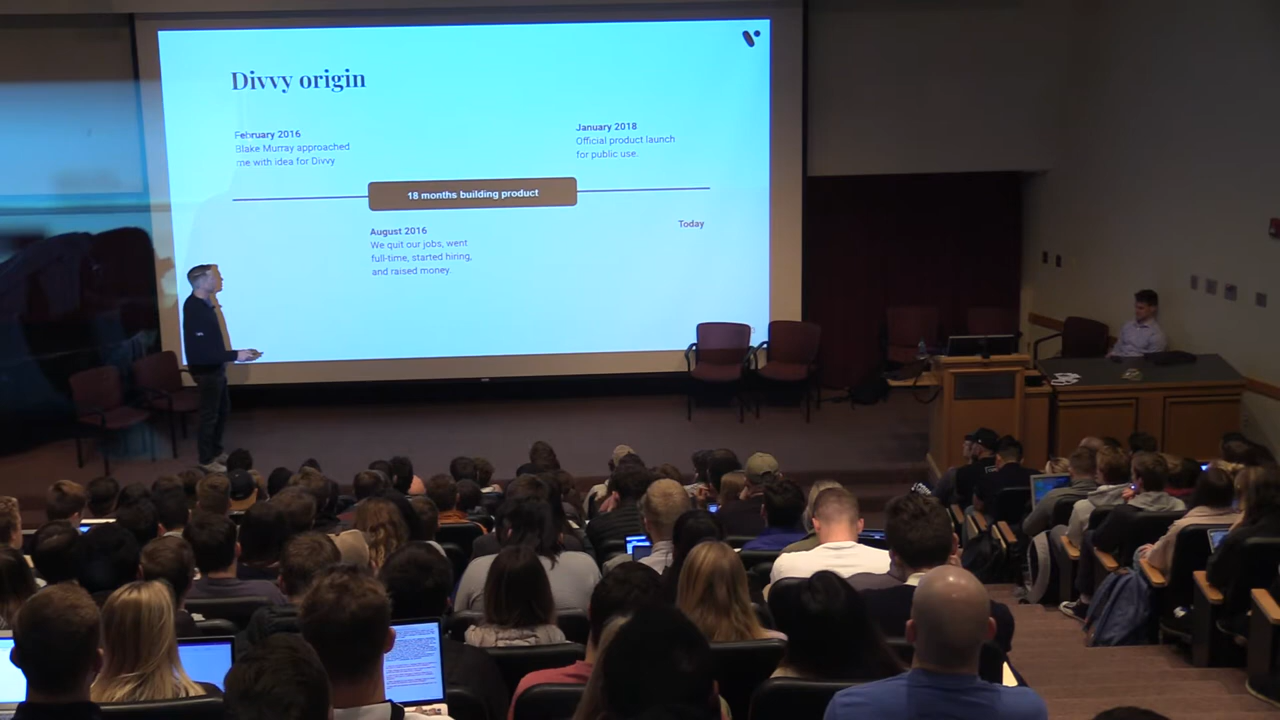 Divvy origin
February 2016
Blake Murray approached
me with idea for Divvy
January 2018
Official product launch
for public use.
18 months building product
August 2016
We quit our jobs, went
full-time, started hiring,
and raised money.
Today